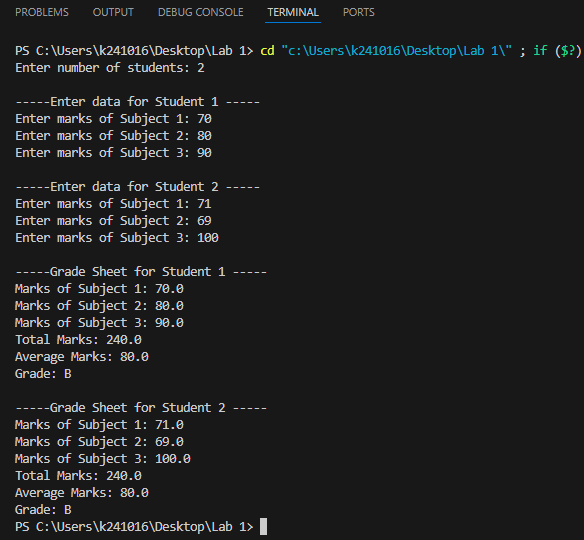 PROBLEMS OUTPUT DEBUG CONSOLE TERMINAL PORTS
PS C:\Users\k241016\Desktop\Lab 1> cd "c:\Users\k241016\Desktop\Lab 1\" ; if ($?)
Enter number of students: 2
-----Enter data for Student 1 -----
Enter marks of Subject 1: 70
Enter marks of Subject 2: 80
Enter marks of Subject 3: 90
-----Enter data for Student 2 -----
Enter marks of Subject 1: 71
Enter marks of Subject 2: 69
Enter marks of Subject 3: 100
-----Grade Sheet for Student 1 -----
Marks of Subject 1: 70.0
Marks of Subject 2: 80.0
Marks of Subject 3: 90.0
Total Marks: 240.0
Average Marks: 80.0
Grade: B
-----Grade Sheet for Student 2 -----
Marks of Subject 1: 71.0
Marks of Subject 2: 69.0
Marks of Subject 3: 100.0
Total Marks: 240.0
Average Marks: 80.0
Grade: B
PS C:\Users\k241016\Desktop\Lab 1>